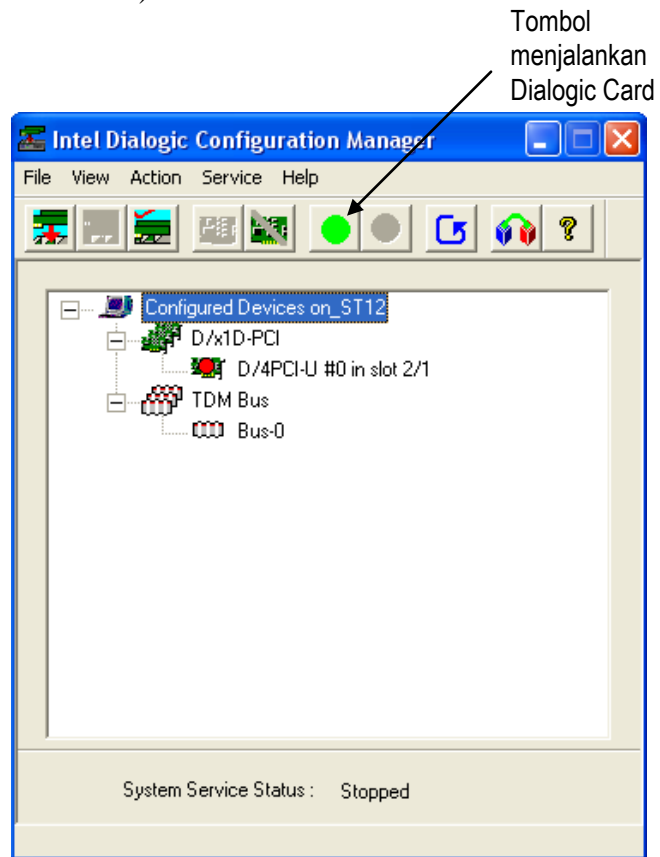 Tombol
menjalankan
Dialogic Card
Intel Dialogic Configuration Manager
File View Action Service Help
?
Configured Devices on_ST12
D/x1D-PCI
D/4PCI-U #0 in slot 2/1
TDM Bus
Bus-0
System Service Status : Stopped